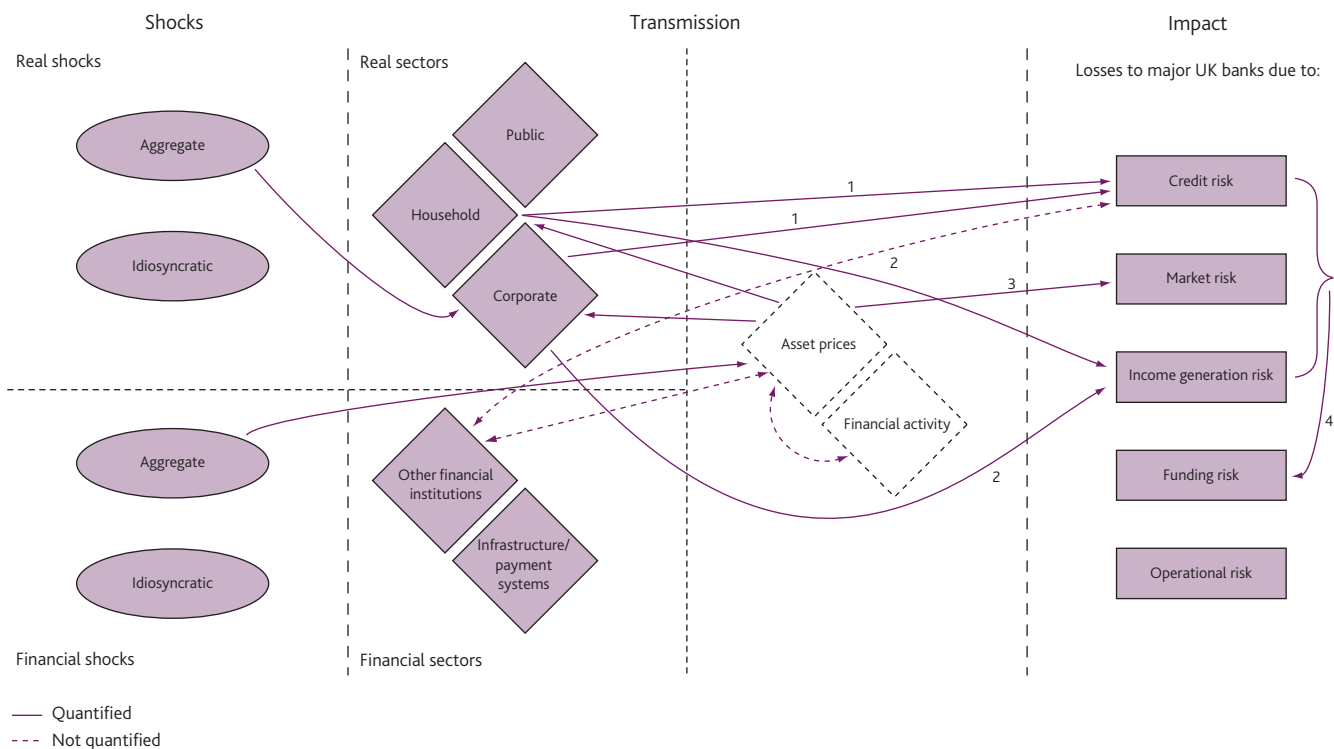 Shocks
Transmission
Impact
Real shocks
Real sectors
Losses to major UK banks due to:
Aggregate
Idiosyncratic
Public
Household
Corporate
1
1
2
3
Credit risk
Market risk
Asset prices
Income generation risk
Financial activity
4
Aggregate
Idiosyncratic
Other financial
institutions
Infrastructure/
payment
systems
2
Funding risk
Operational risk
Financial shocks
Financial sectors
Quantified
Not quantified